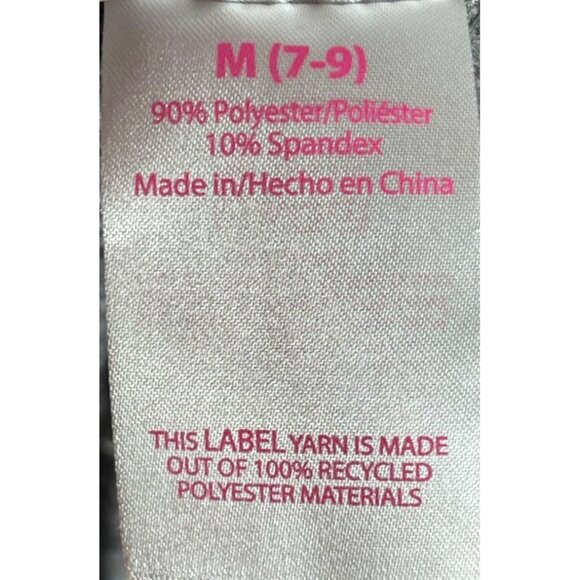 M (7-9)
90% Polyester/Poliéster
10% Spandex
Made in/Hecho en China
THIS LABEL YARN IS MADE
OUT OF 100% RECYCLED
POLYESTER MATERIALS